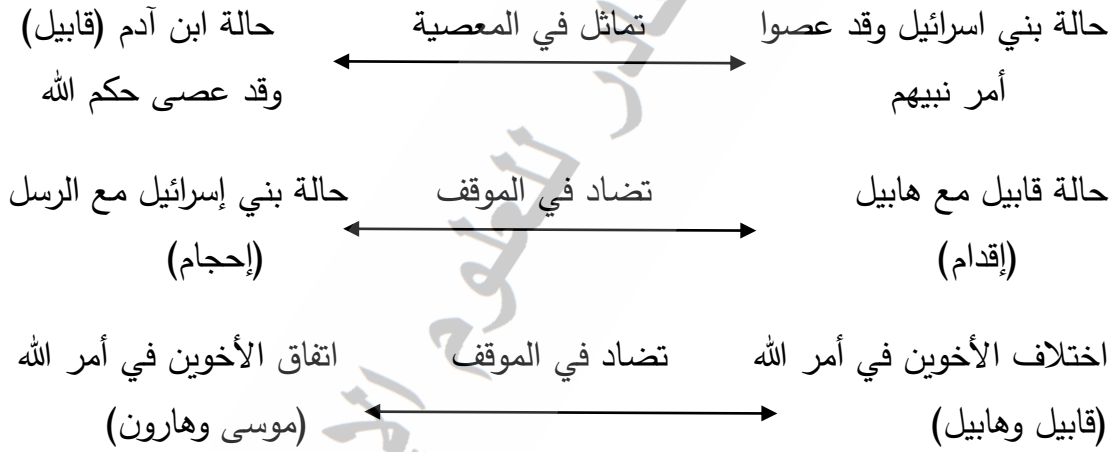 حالة بني اسرائيل وقد عصوا تماثل في المعصية حالة ابن آدم (قابيل)
أمر نبيهم وقد عصى حكم الله
حالة قابيل مع هابيل تضاد في الموقف حالة بني إسرائيل مع الرسل
(إقدام) (إحجام)
اختلاف الأخوين في أمر الله تضاد في الموقف اتفاق الأخوين في أمر الله
(قابيل وهابيل) (موسى وهارون)
للعلوم